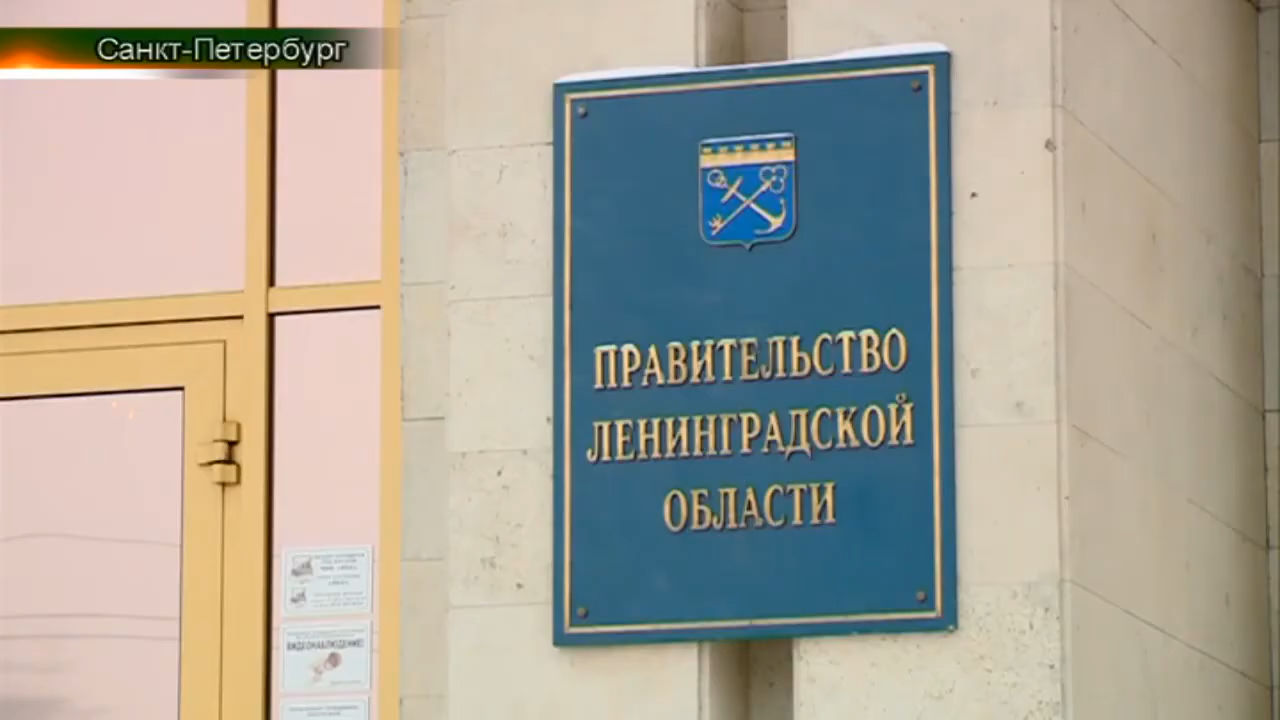 Санкт-Петербург
ПРАВИТЕЛЬСТВО
ЛЕНИНГРАДСКОЙ
ОБЛАСТИ
ВИДЕОНАБЛЮДЕНИЕ!